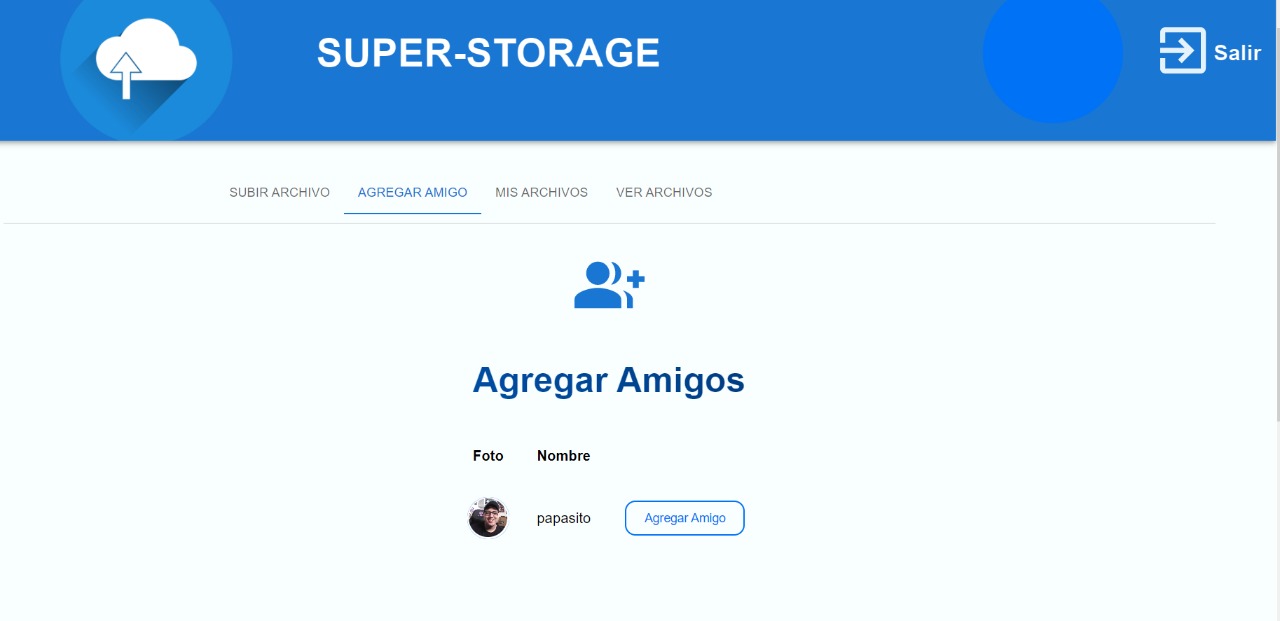 SUPER-STORAGE
Salir
SUBIR ARCHIVO AGREGAR AMIGO MIS ARCHIVOS VER ARCHIVOS
Agregar Amigos
Foto Nombre
papasito Agregar Amigo